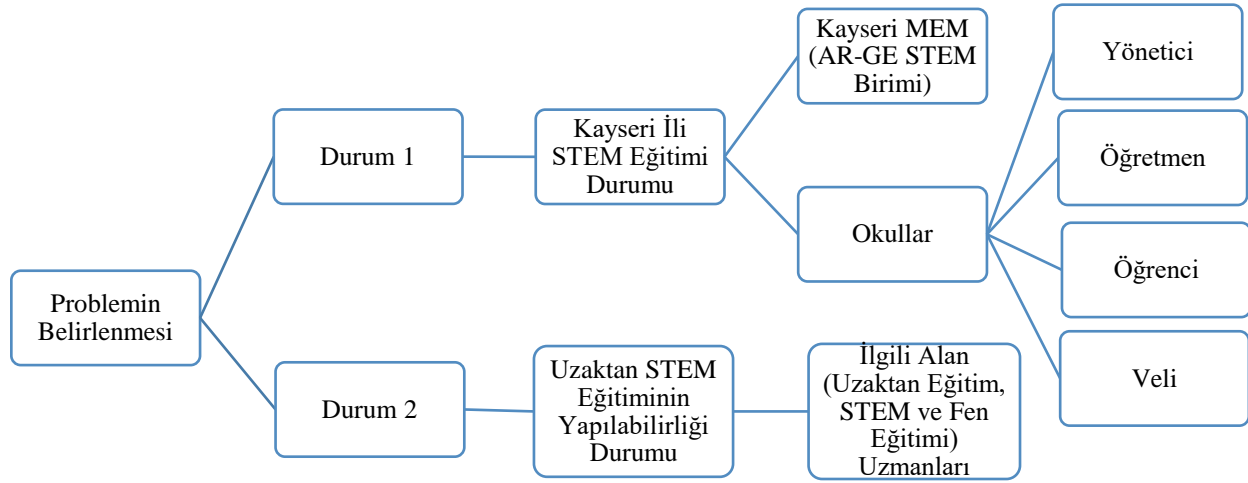 Problemin
Belirlenmesi
Durum 1
Kayseri İli
STEM Eğitimi
Durumu
Kayseri MEM
(AR-GE STEM
Birimi)
Okullar
Yönetici
Öğretmen
Öğrenci
Veli
Durum 2
Uzaktan STEM
Eğitiminin
Yapılabilirliği
Durumu
İlgili Alan
(Uzaktan Eğitim,
STEM ve Fen
Eğitimi)
Uzmanları